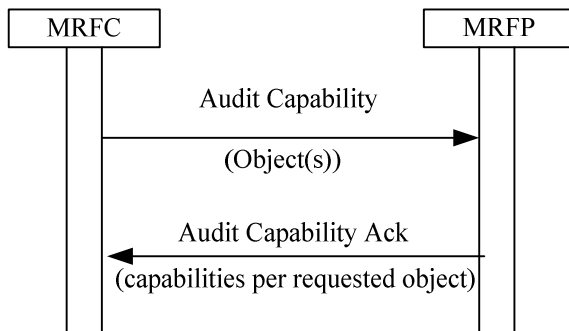 MRFC
MRFP
Audit Capability
(Object(s))
Audit Capability Ack
(capabilities per requested object)